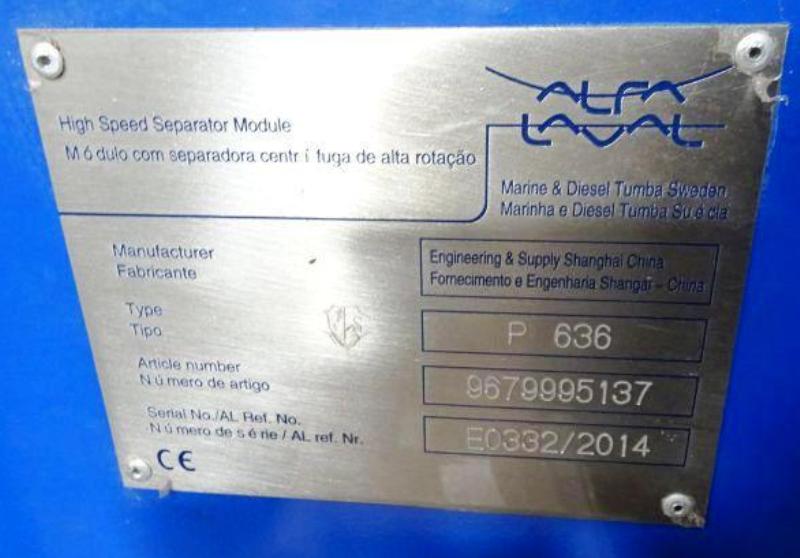 ALFA
LAVAL
High Speed Separator Module
M ó dulo com separadora centr í fuga de alta rotação
Marine & Diesel Tumba Sweden
Marinha e Diesel Tumba Su é cia
Manufacturer
Fabricante
Engineering & Supply Shanghai China
Fornecimento e Engenharia Shangai – China
Type
Tipo
P 636
Article number
N ú mero de artigo
9679995137
Serial No./AL Ref. No.
N ú mero de s é rie / AL ref. Nr.
E0332/2014
CE